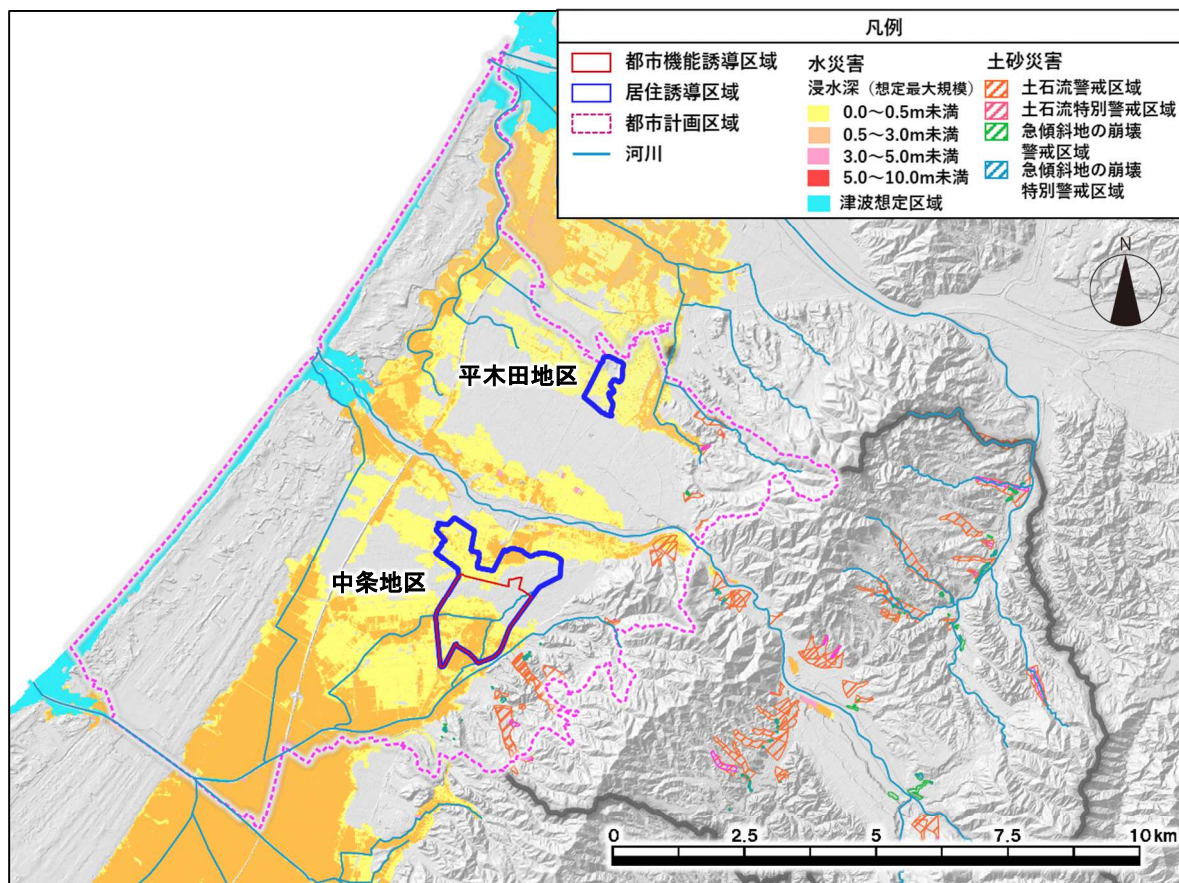 凡例
都市機能誘導区域
居住誘導区域
都市計画区域
河川
水災害
浸水深（想定最大規模）
0.0～0.5m未満
0.5～3.0m未満
3.0～5.0m未満
5.0～10.0m未満
津波想定区域
土砂災害
土石流警戒区域
土石流特別警戒区域
急傾斜地の崩壊
警戒区域
急傾斜地の崩壊
特別警戒区域
N
平木田地区
中条地区
0 2.5 5 7.5 10km